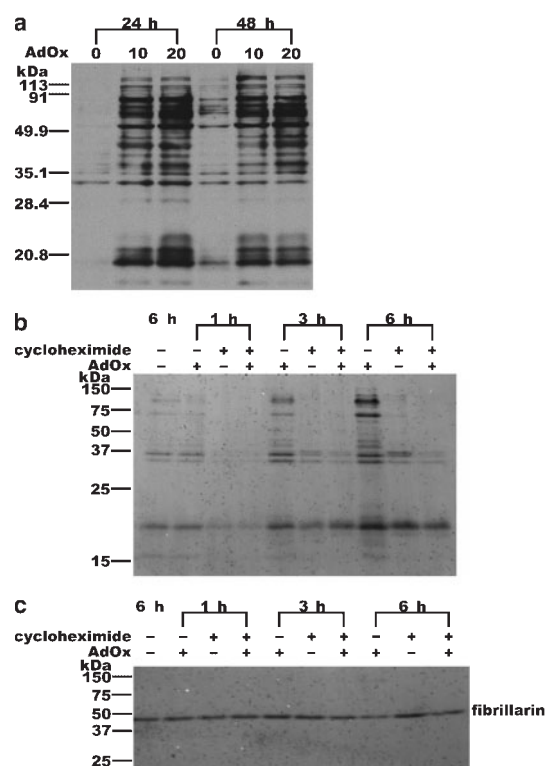 a
24 h 48 h
AdOx 0 10 20 0 10 20
kDa
113
91
49.9
35.1
28.4
20.8
b
6 h 1 h 3 h 6 h
cycloheximide – – + + – + + – + +
AdOx – + – + + – + + – +
kDa
150
75
50
37
25
15
c
6 h 1 h 3 h 6 h
cycloheximide – – + + – + + – + +
AdOx – + – + + – + + – +
kDa
150
75
50
37
25
fibrillarin